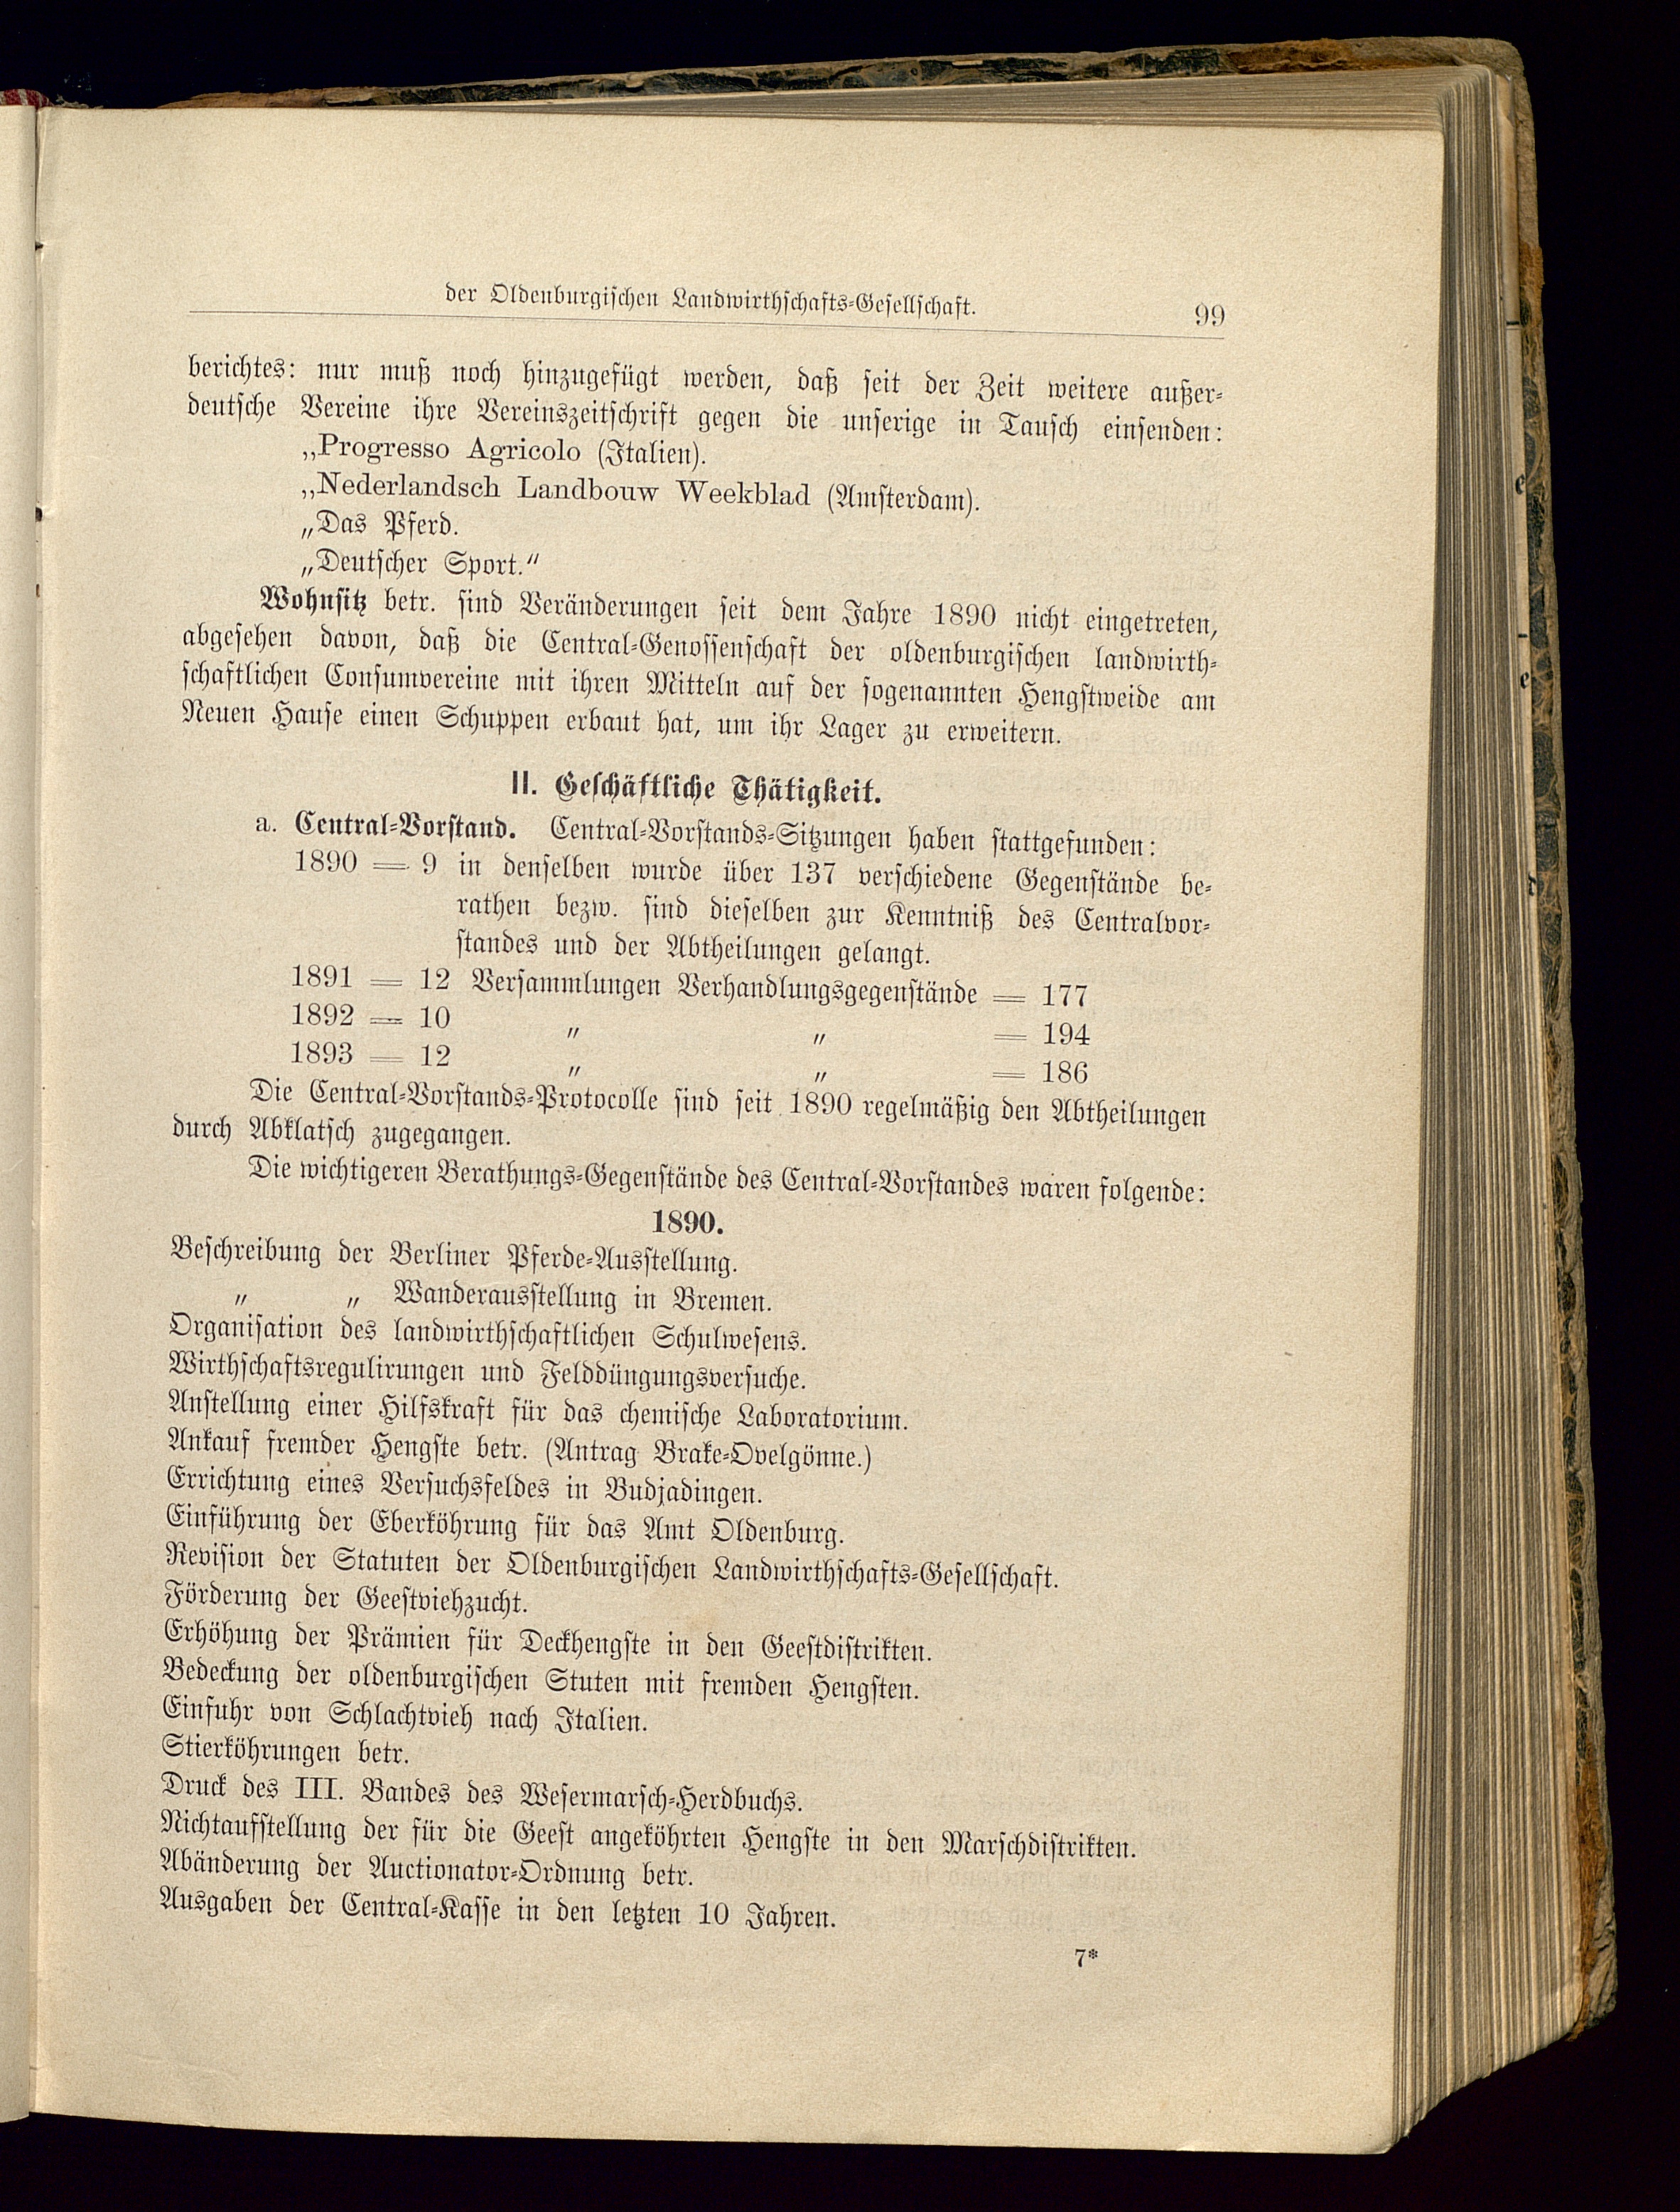 der Oldenburgischen Landwirthschafts-Gesellschaft. 99
berichtes: nur muß noch hinzugefügt werden, daß seit der Zeit weitere außer-
deutsche Vereine ihre Vereinszeitschrift gegen die unserige in Tausch einsenden:
„Progresso Agricolo (Italien).
„Nederlandsch Landbouw Weekblad (Amsterdam).
„Das Pferd.
„Deutscher Sport.“
Wohnsitz betr. sind Veränderungen seit dem Jahre 1890 nicht eingetreten,
abgesehen davon, daß die Central-Genossenschaft der oldenburgischen landwirth-
schaftlichen Consumvereine mit ihren Mitteln auf der sogenannten Hengstweide am
Neuen Hause einen Schuppen erbaut hat, um ihr Lager zu erweitern.
II. Geschäftliche Thätigkeit.
a. Central-Vorstand. Central-Vorstands-Sitzungen haben stattgefunden:
1890 = 9 in denselben wurde über 137 verschiedene Gegenstände be-
rathen bezw. sind dieselben zur Kenntniß des Centralvor-
standes und der Abtheilungen gelangt.
1891 = 12 Versammlungen Verhandlungsgegenstände = 177
1892 = 10 „ „ = 194
1893 = 12 „ „ = 186
Die Central-Vorstands-Protocolle sind seit 1890 regelmäßig den Abtheilungen
durch Abklatsch zugegangen.
Die wichtigeren Berathungs-Gegenstände des Central-Vorstandes waren folgende:
1890.
Beschreibung der Berliner Pferde-Ausstellung.
„ „ Wanderausstellung in Bremen.
Organisation des landwirthschaftlichen Schulwesens.
Wirthschaftsregulirungen und Felddüngungsversuche.
Anstellung einer Hilfskraft für das chemische Laboratorium.
Ankauf fremder Hengste betr. (Antrag Brake-Ovelgönne.)
Errichtung eines Versuchsfeldes in Budjadingen.
Einführung der Eberköhrung für das Amt Oldenburg.
Revision der Statuten der Oldenburgischen Landwirthschafts-Gesellschaft.
Förderung der Geestviehzucht.
Erhöhung der Prämien für Deckhengste in den Geestdistrikten.
Bedeckung der oldenburgischen Stuten mit fremden Hengsten.
Einfuhr von Schlachtvieh nach Italien.
Stierköhrungen betr.
Druck des III. Bandes des Wesermarsch-Herdbuchs.
Nichtaufstellung der für die Geest angeköhrten Hengste in den Marschdistrikten.
Abänderung der Auctionator-Ordnung betr.
Ausgaben der Central-Kasse in den letzten 10 Jahren.
7*